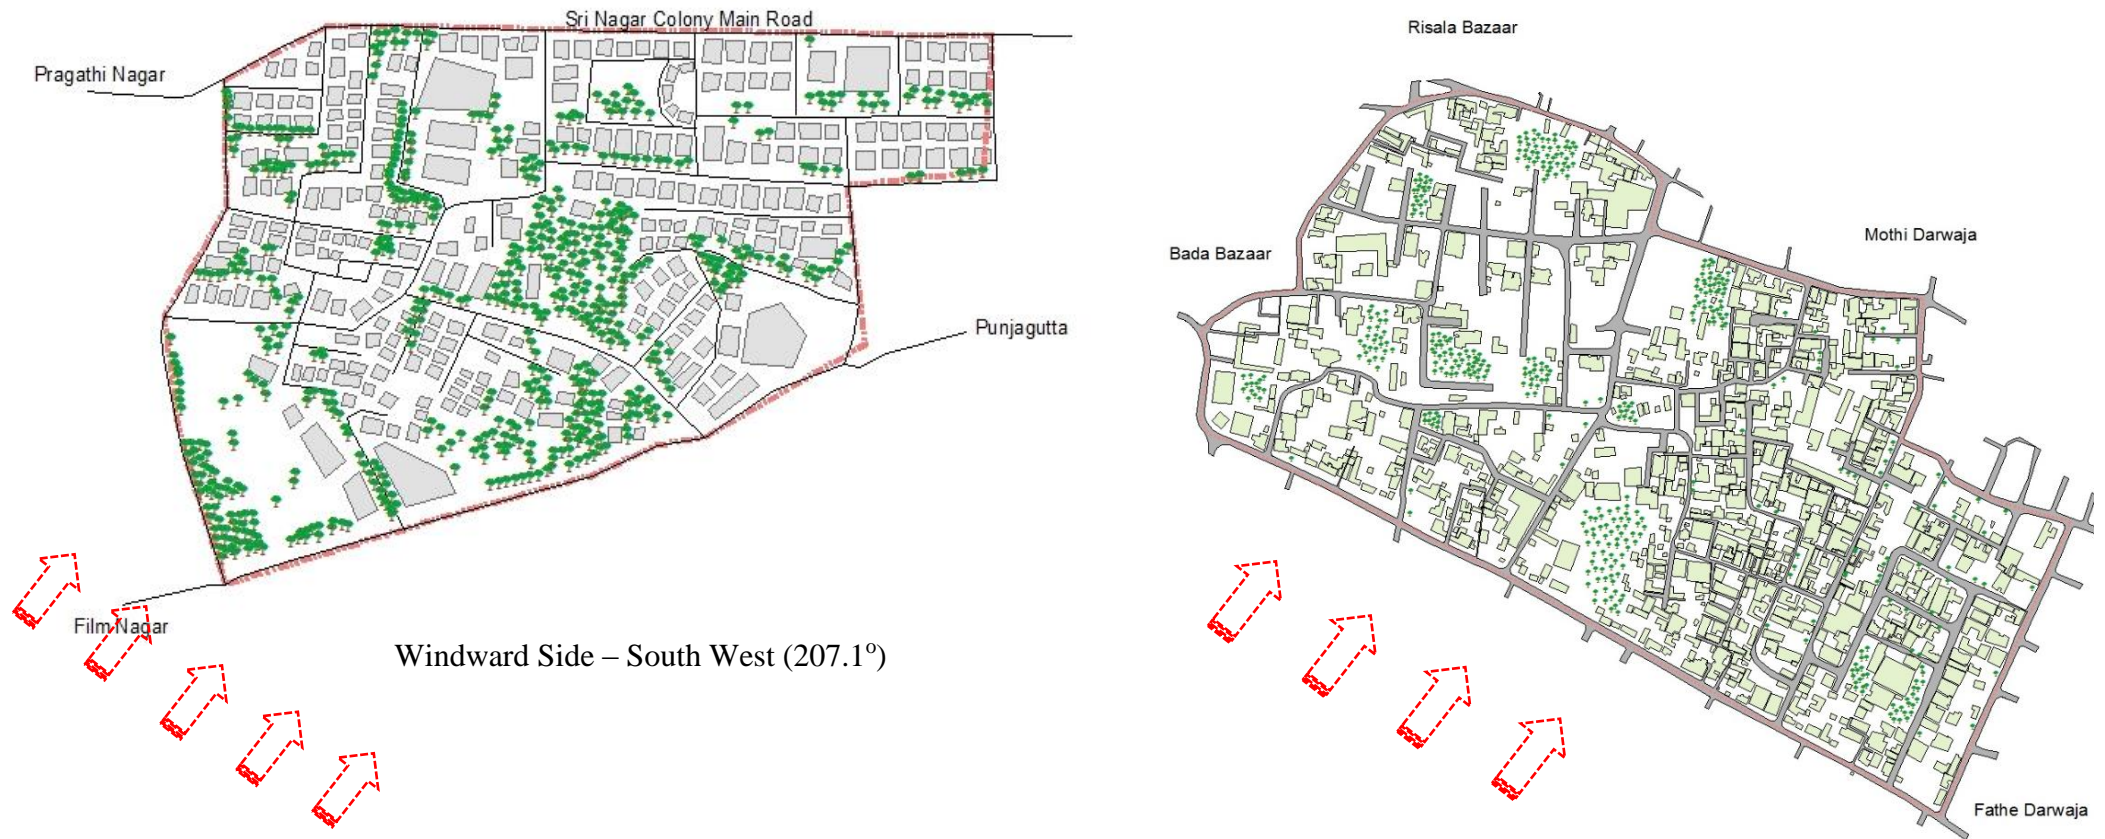 Sri Nagar Colony Main Road
Pragathi Nagar
Punjagutta
Film Nagar
Windward Side – South West (207.1°)
Risala Bazaar
Mothi Darwaja
Bada Bazaar
Fathe Darwaja